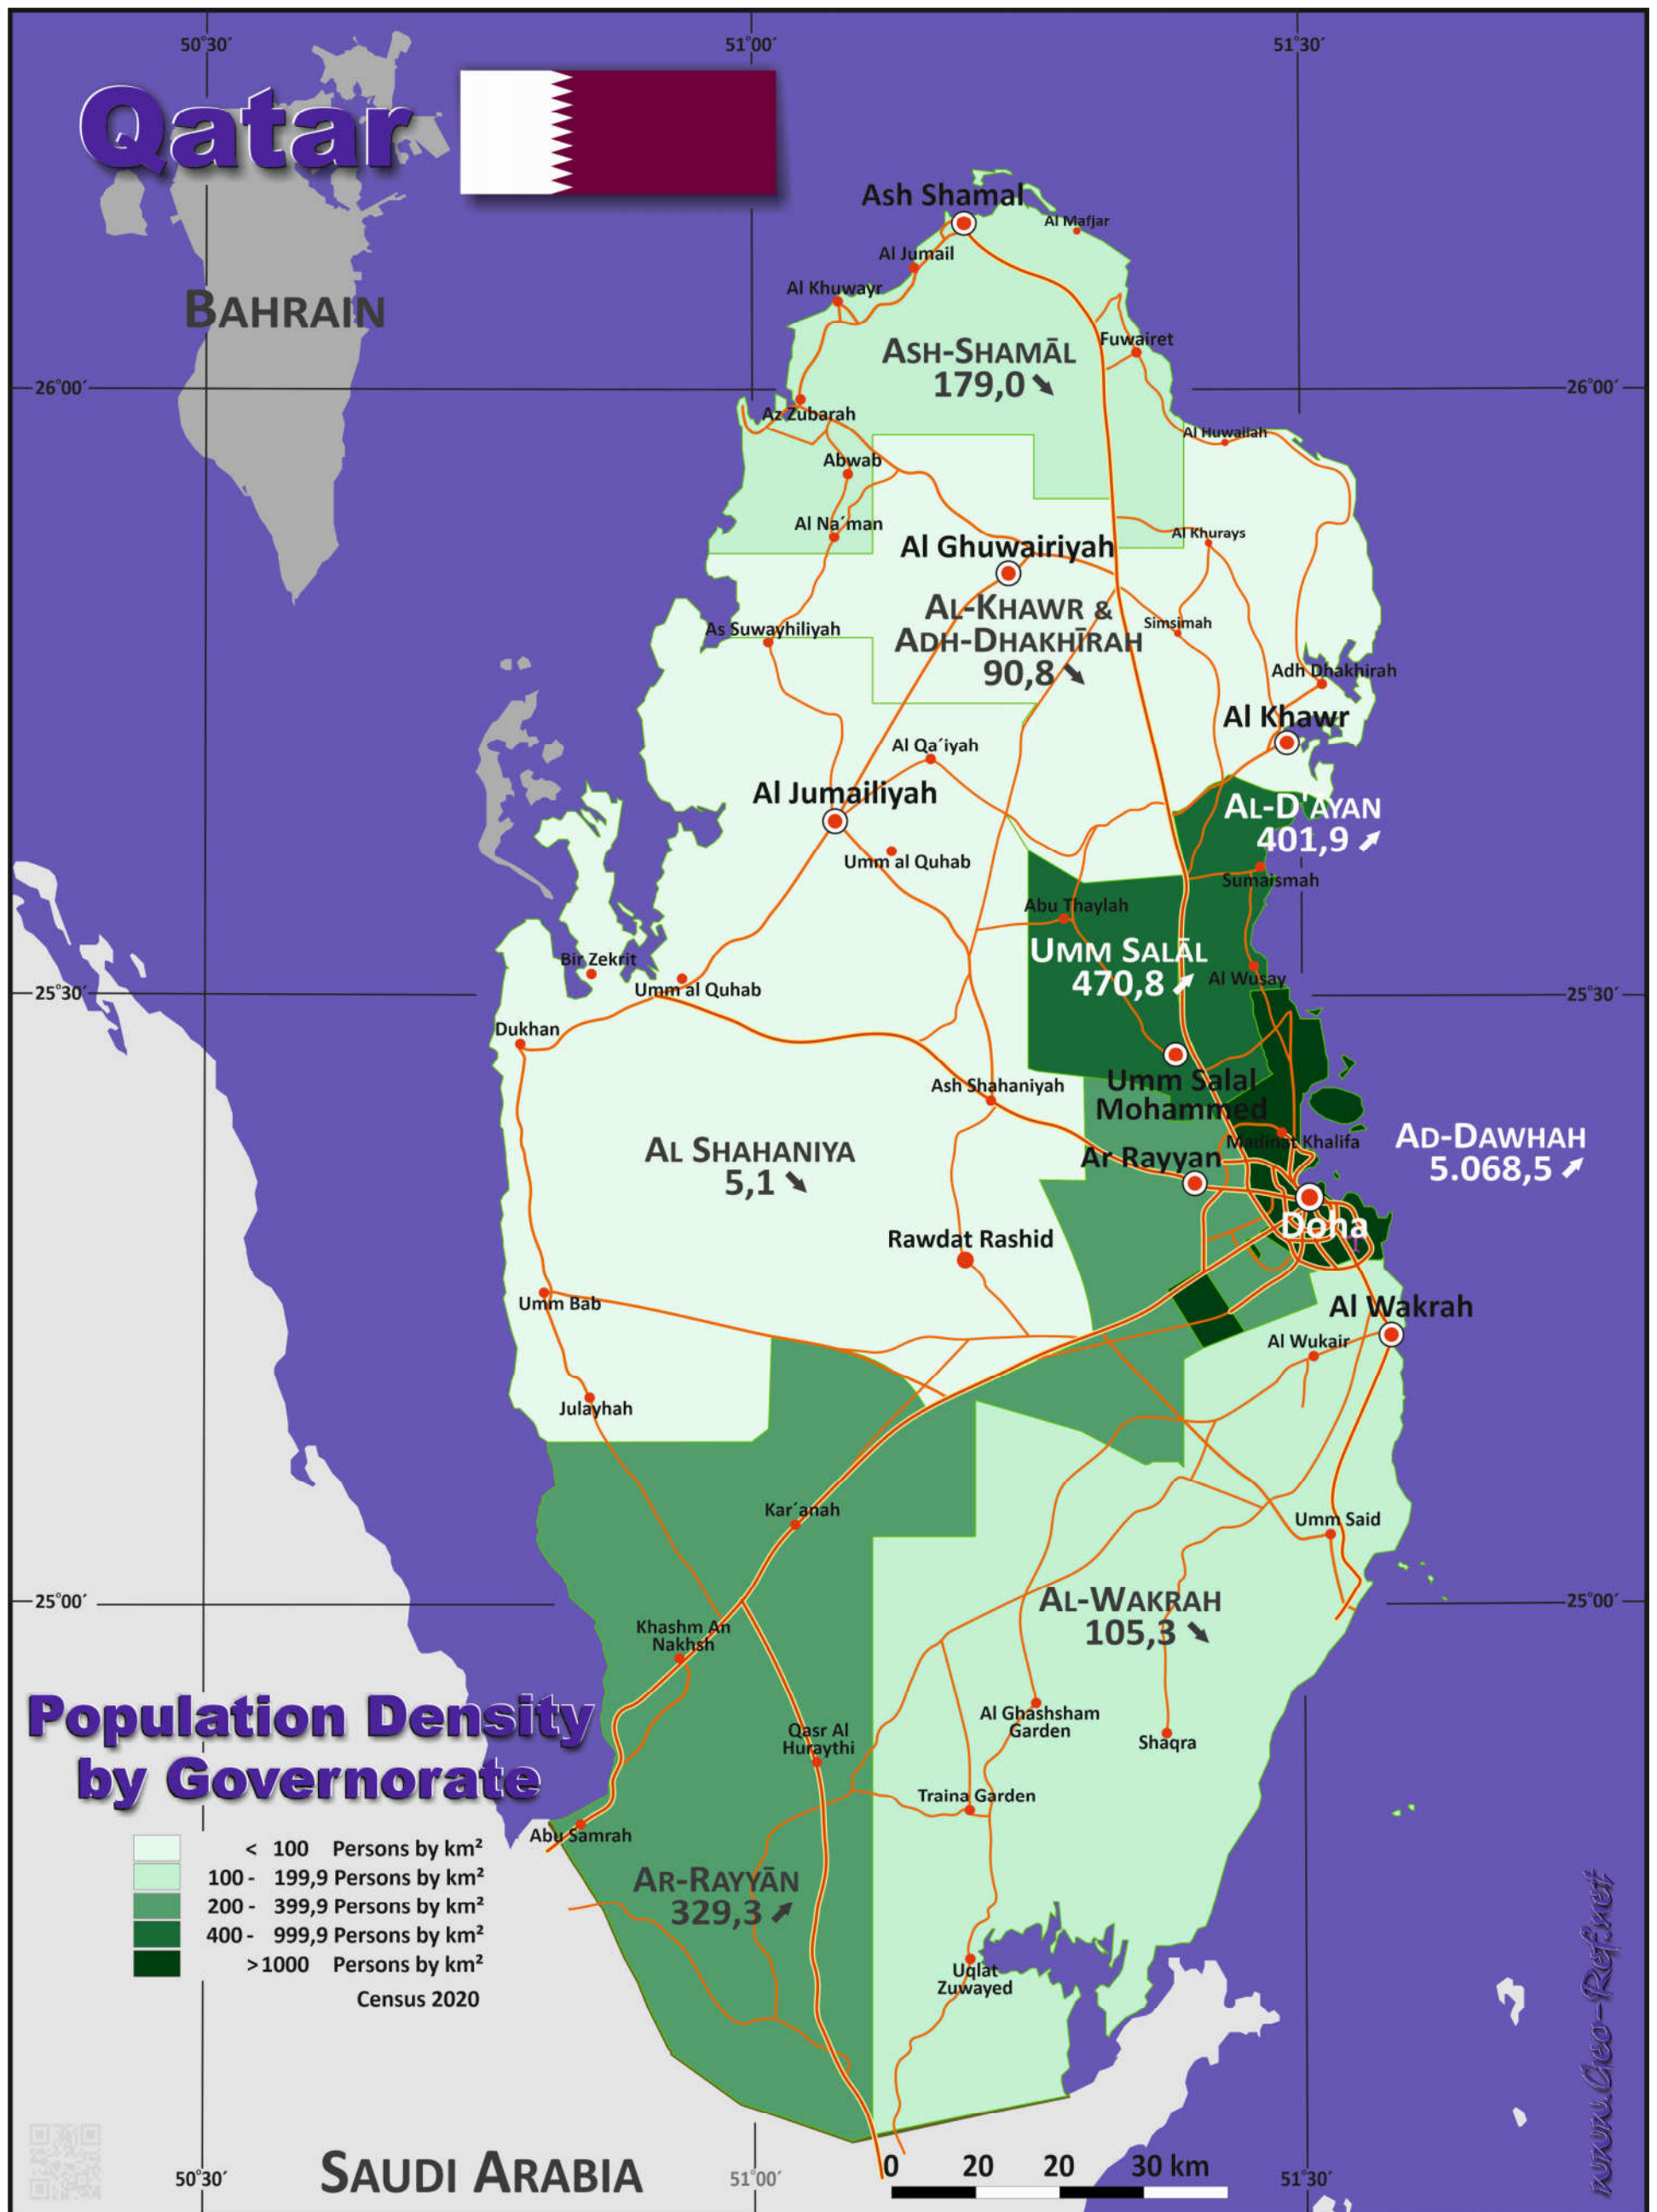 50°30′
51°00′
51°30′
Qatar
BAHRAIN
Ash Shamal
Al Mafjar
Al Jumail
Al Khuwayr
ASH-SHAMĀL
179,0
Fuwairet
26°00′
26°00′
Az Zubarah
Al Huwailah
Abwab
Al Na´man
Al Khurays
Al Ghuwairiyah
AL-KHAWR &
ADH-DHAKHĪRAH
90,8
Simsimah
As Suwayhiliyah
Adh Dhakhirah
Al Khawr
Al Qa´iyah
Al Jumailiyah
AL-D'AYAN
401,9
Umm al Quhab
Sumaismah
Abu Thaylah
UMM SALĀL
470,8
Bir Zekrit
Al Wusay
Umm al Quhab
25°30′
25°30′
Dukhan
Umm Salal
Mohammed
Ash Shahaniyah
Madinat Khalifa
AD-DAWHAH
5.068,5
AL SHAHANIYA
5,1
Ar Rayyan
Doha
Rawdat Rashid
Umm Bab
Al Wakrah
Al Wukair
Julayhah
Kar´anah
Umm Said
25°00′
25°00′
AL-WAKRAH
105,3
Khashm An
Nakhsh
Population Density
by Governorate
Al Ghashsham
Garden
Qasr Al
Huraythi
Shaqra
Traina Garden
Abu Samrah
< 100 Persons by km²
100 - 199,9 Persons by km²
200 - 399,9 Persons by km²
400 - 999,9 Persons by km²
>1000 Persons by km²
Census 2020
AR-RAYYĀN
329,3
Uqlat
Zuwayed
www.Geo-Ref.net
SAUDI ARABIA
0 20 20 30 km
50°30′
51°00′
51°30′